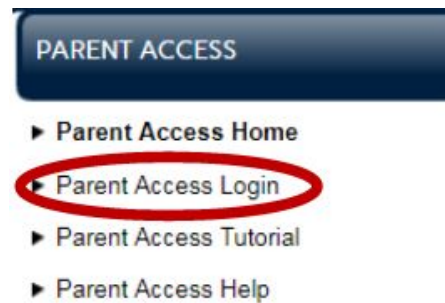 PARENT ACCESS
Parent Access Home
Parent Access Login
Parent Access Tutorial
Parent Access Help